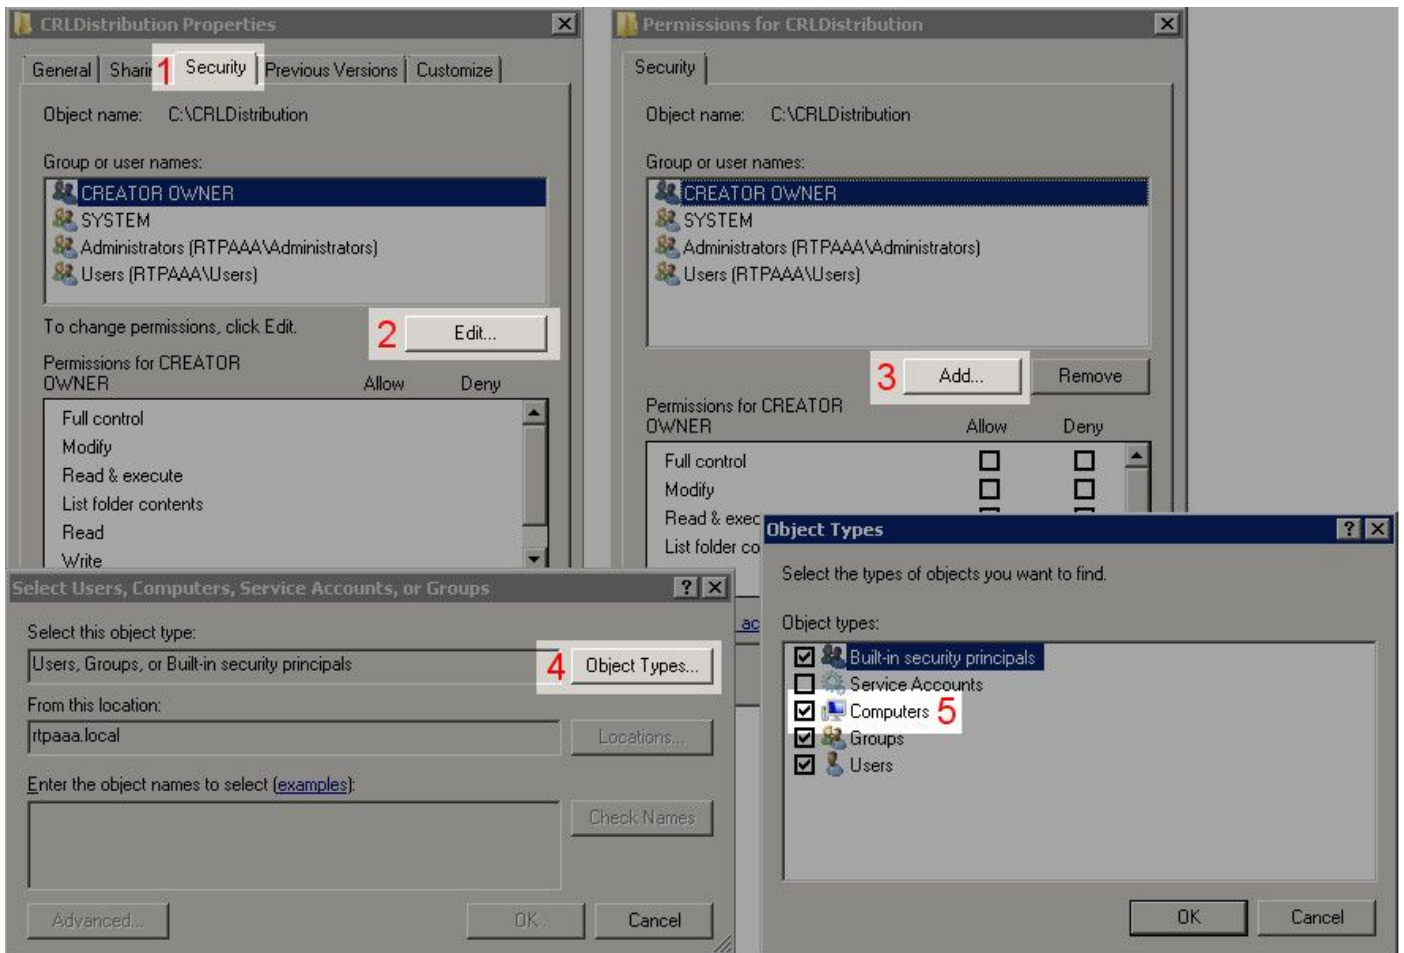 CRLDistribution Properties
General Sharin 1 Security Previous Versions Customize
Object name: C:\CRLDistribution
Group or user names:
CREATOR OWNER
SYSTEM
Administrators (RTPAAA\Administrators)
Users (RTPAAA\Users)
To change permissions, click Edit.
2 Edit...
Permissions for CREATOR
OWNER Allow Deny
Full control
Modify
Read & execute
List folder contents
Read
Write
Permissions for CRLDistribution
Security
Object name: C:\CRLDistribution
Group or user names:
CREATOR OWNER
SYSTEM
Administrators (RTPAAA\Administrators)
Users (RTPAAA\Users)
3 Add... Remove
Permissions for CREATOR
OWNER Allow Deny
Full control
Modify
Read & exec
List folder co
ac
Select Users, Computers, Service Accounts, or Groups
Select this object type:
Users, Groups, or Built-in security principals 4 Object Types...
From this location:
rtpaaa.local Locations...
Enter the object names to select (examples):
Check Names
Advanced... OK Cancel
Object Types
Select the types of objects you want to find.
Object types:
Built-in security principals
Service Accounts
Computers 5
Groups
Users
OK Cancel